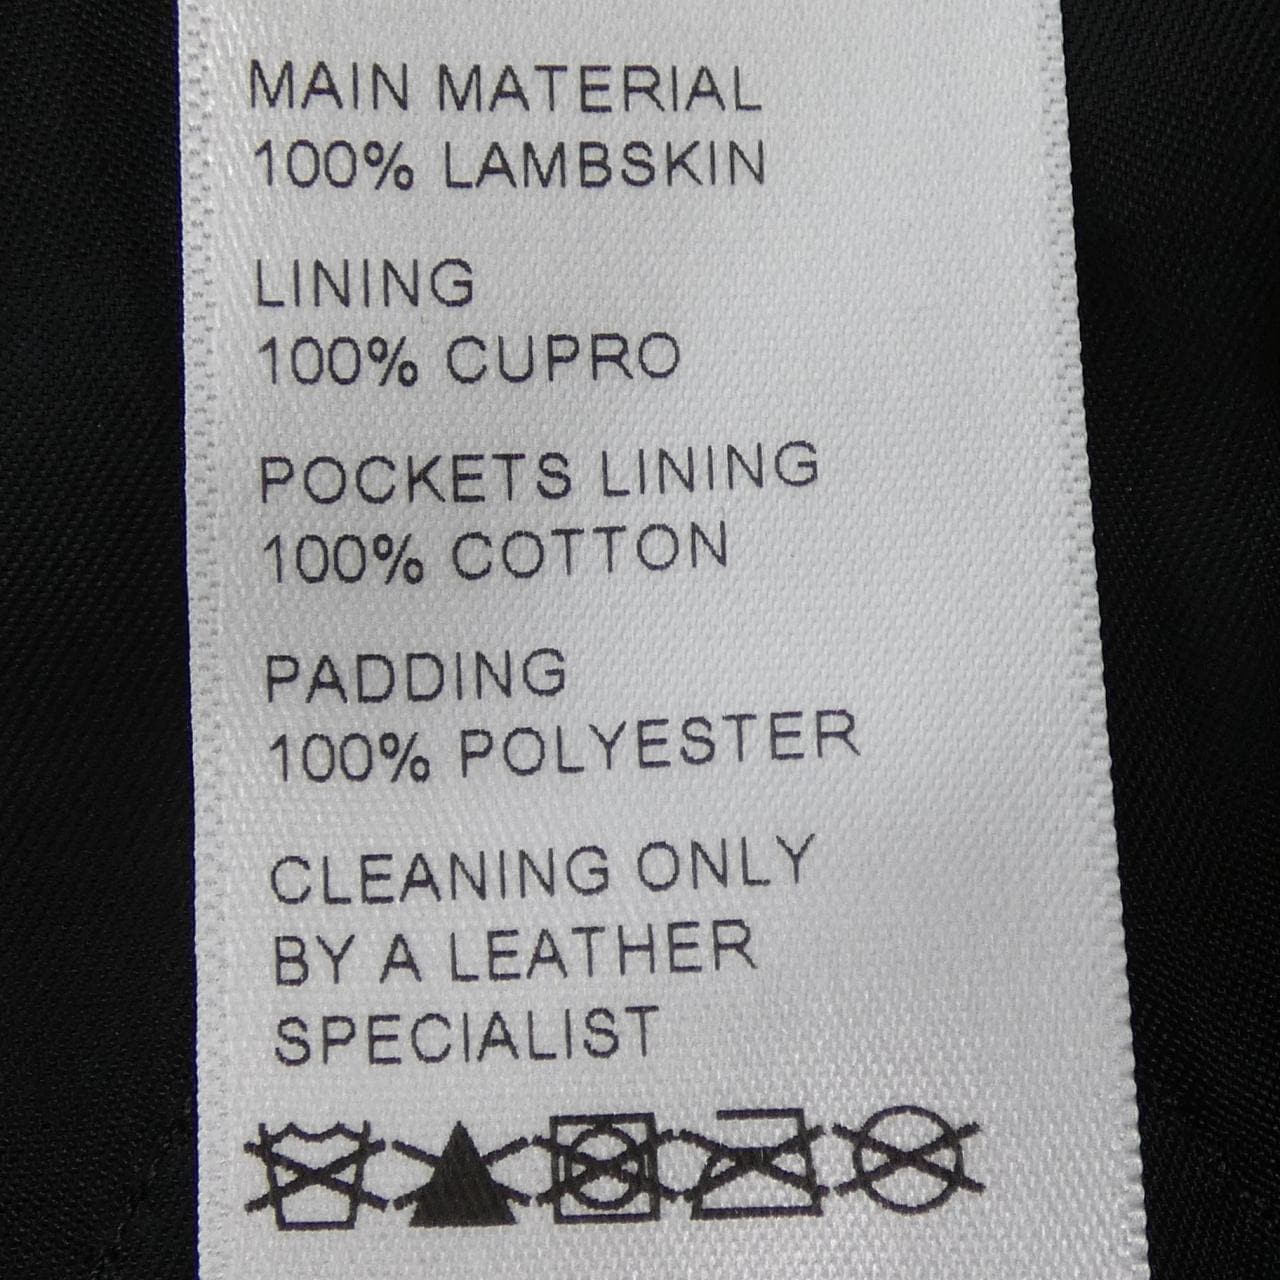 MAIN MATERIAL
100% LAMBSKIN
LINING
100% CUPRO
POCKETS LINING
100% COTTON
PADDING
100% POLYESTER
CLEANING ONLY
BY A LEATHER
SPECIALIST